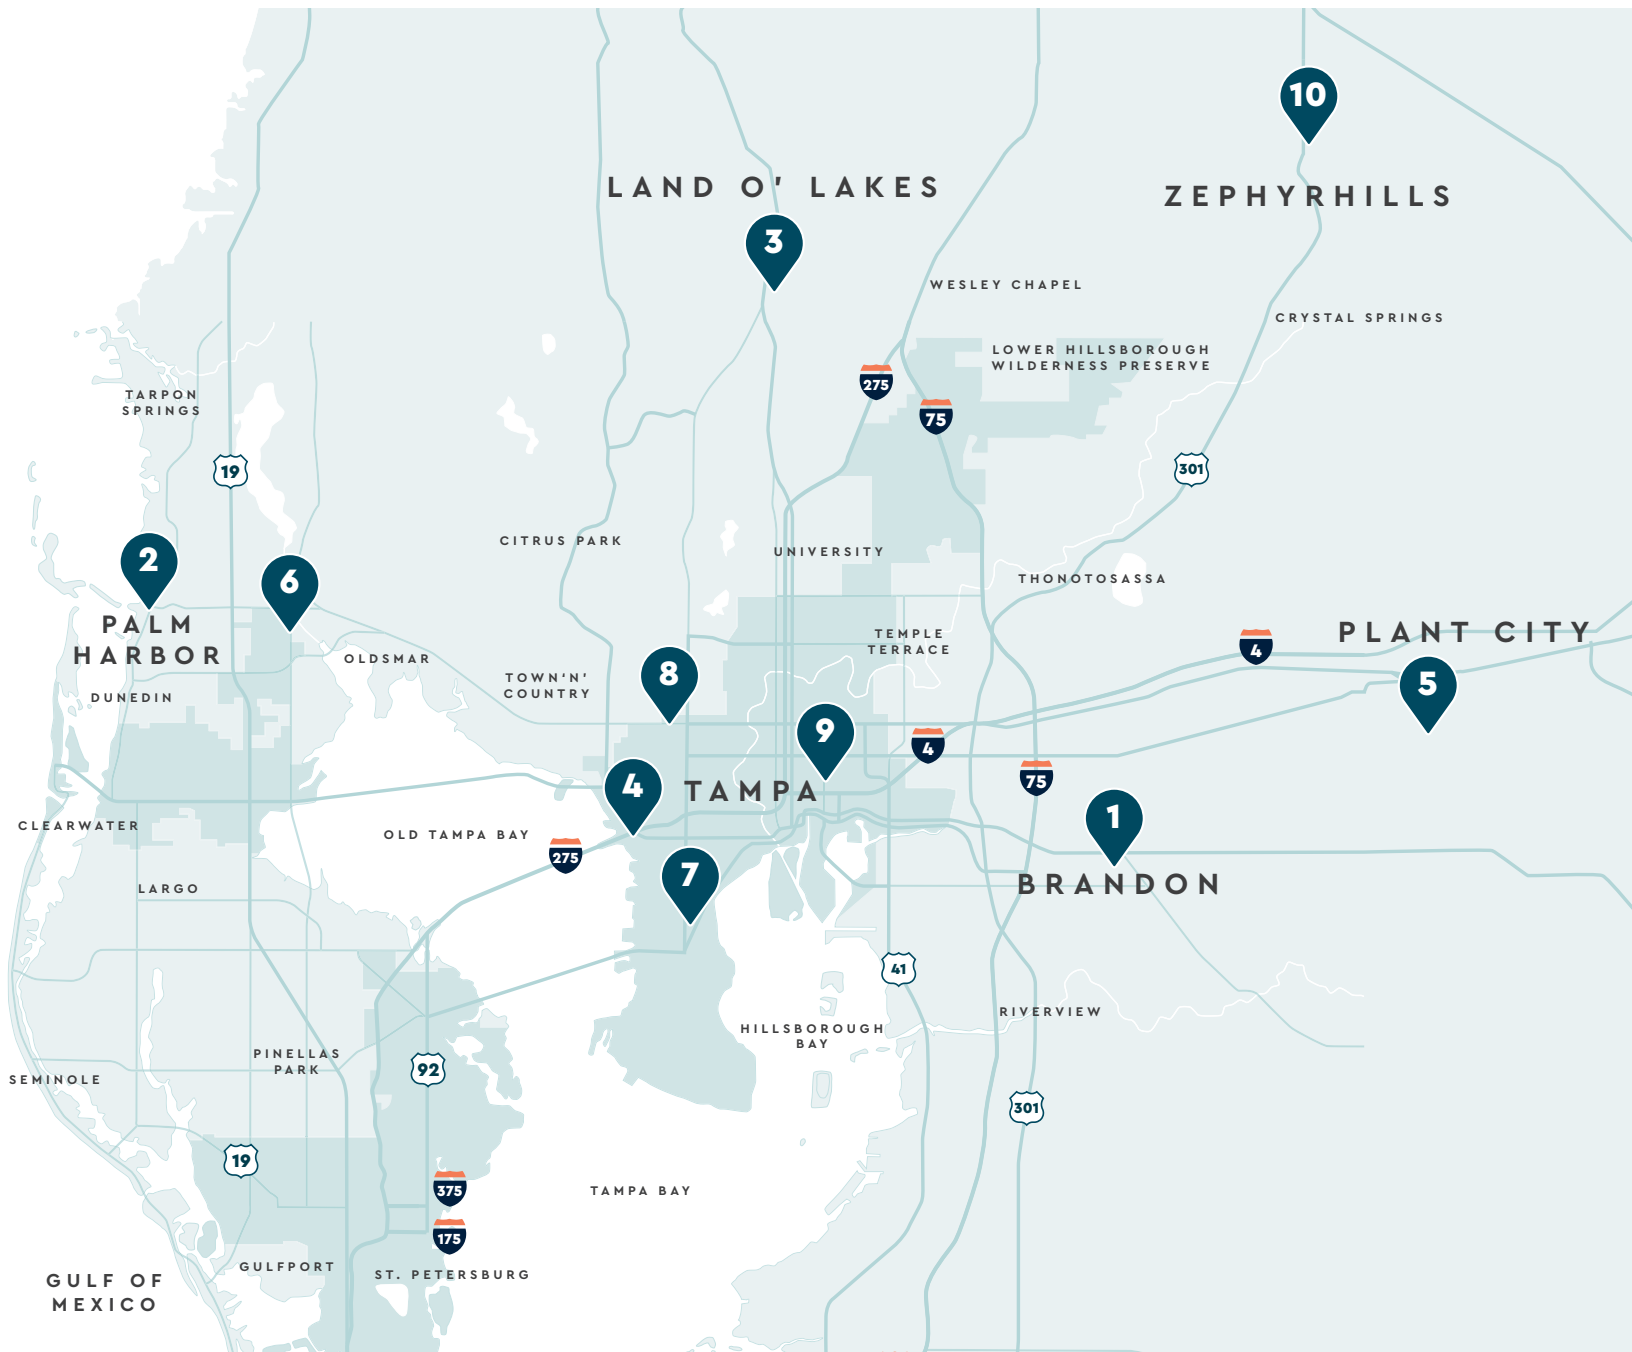 10
LAND O' LAKES
ZEPHYRHILLS
3
WESLEY CHAPEL
CRYSTAL SPRINGS
LOWER HILLSBOROUGH
WILDERNESS PRESERVE
275
75
TARPON
SPRINGS
19
301
CITRUS PARK
UNIVERSITY
2
6
THONOTOSASSA
PALM
HARBOR
TEMPLE
TERRACE
4
PLANT CITY
OLDSMAR
DUNEDIN
TOWN'N'
COUNTRY
8
5
9
4
75
4
TAMPA
1
CLEARWATER
OLD TAMPA BAY
275
LARGO
7
BRANDON
41
RIVERVIEW
HILLSBOROUGH
BAY
PINELLAS
PARK
92
SEMINOLE
301
19
375
TAMPA BAY
175
GULFPORT
ST. PETERSBURG
GULF OF
MEXICO